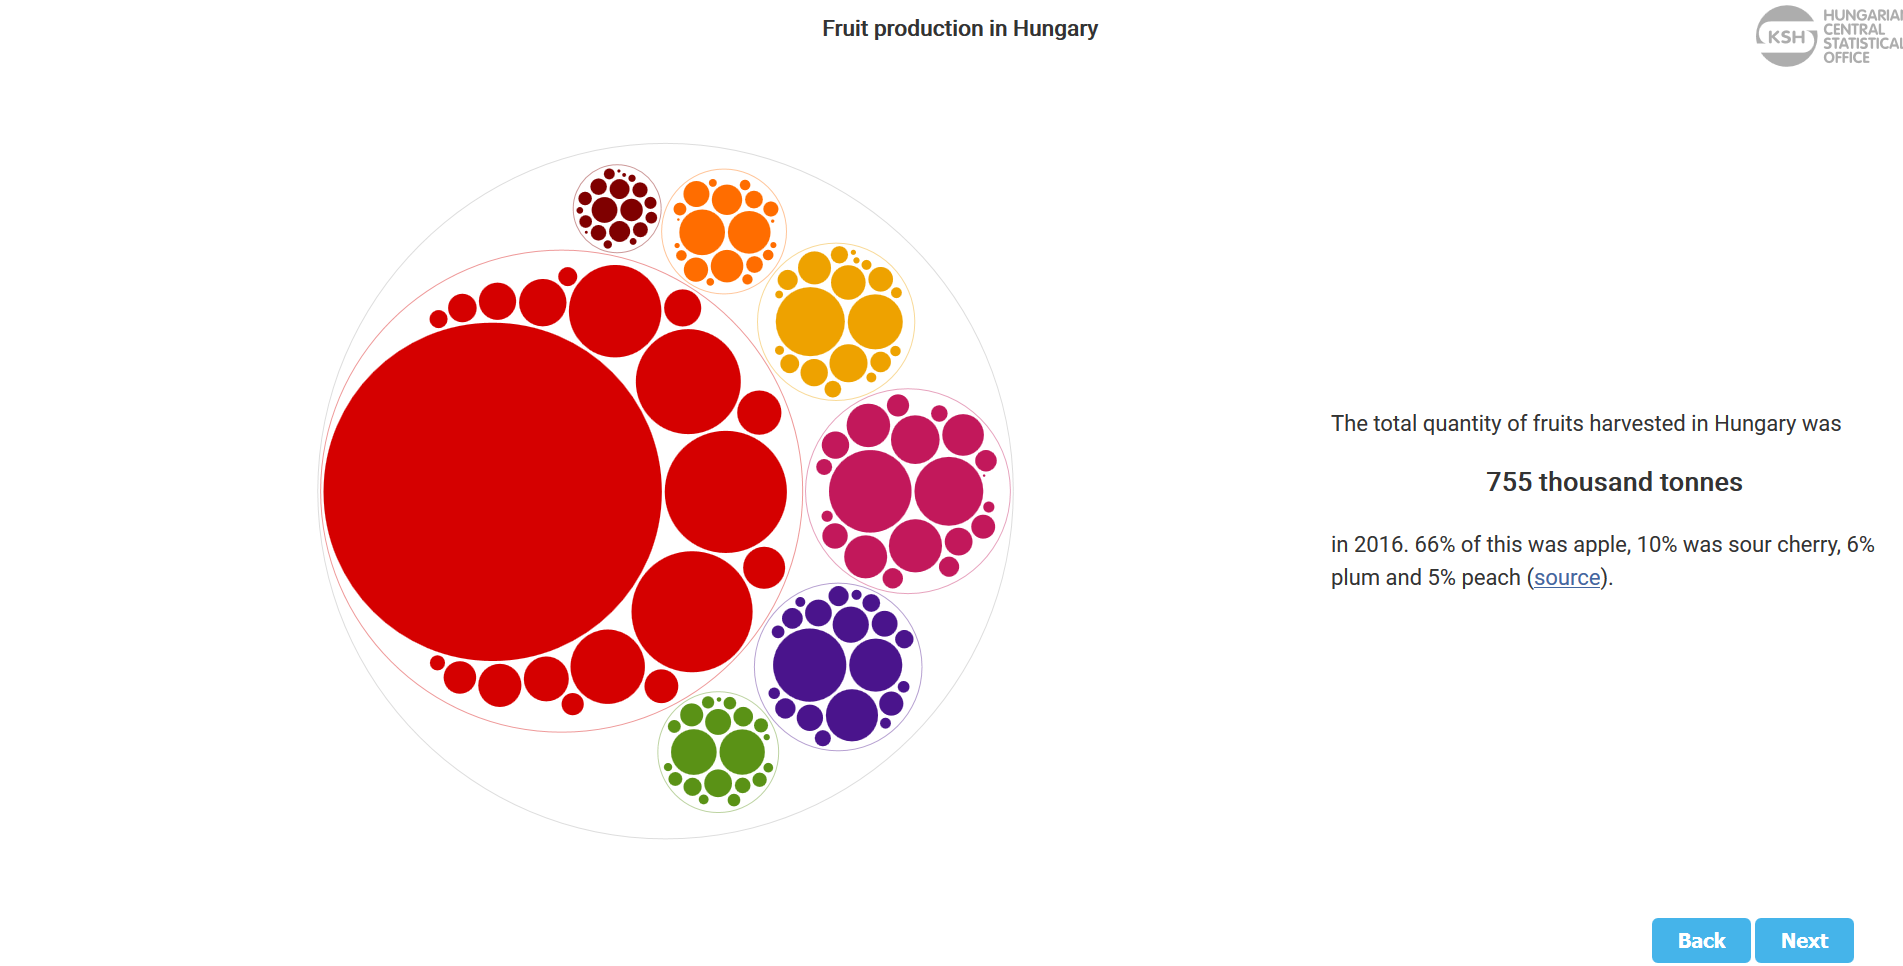 Fruit production in Hungary
KSH
HUNGARIAN
CENTRAL
STATISTICAL
OFFICE
The total quantity of fruits harvested in Hungary was
755 thousand tonnes
in 2016. 66% of this was apple, 10% was sour cherry, 6%
plum and 5% peach (source).
Back Next